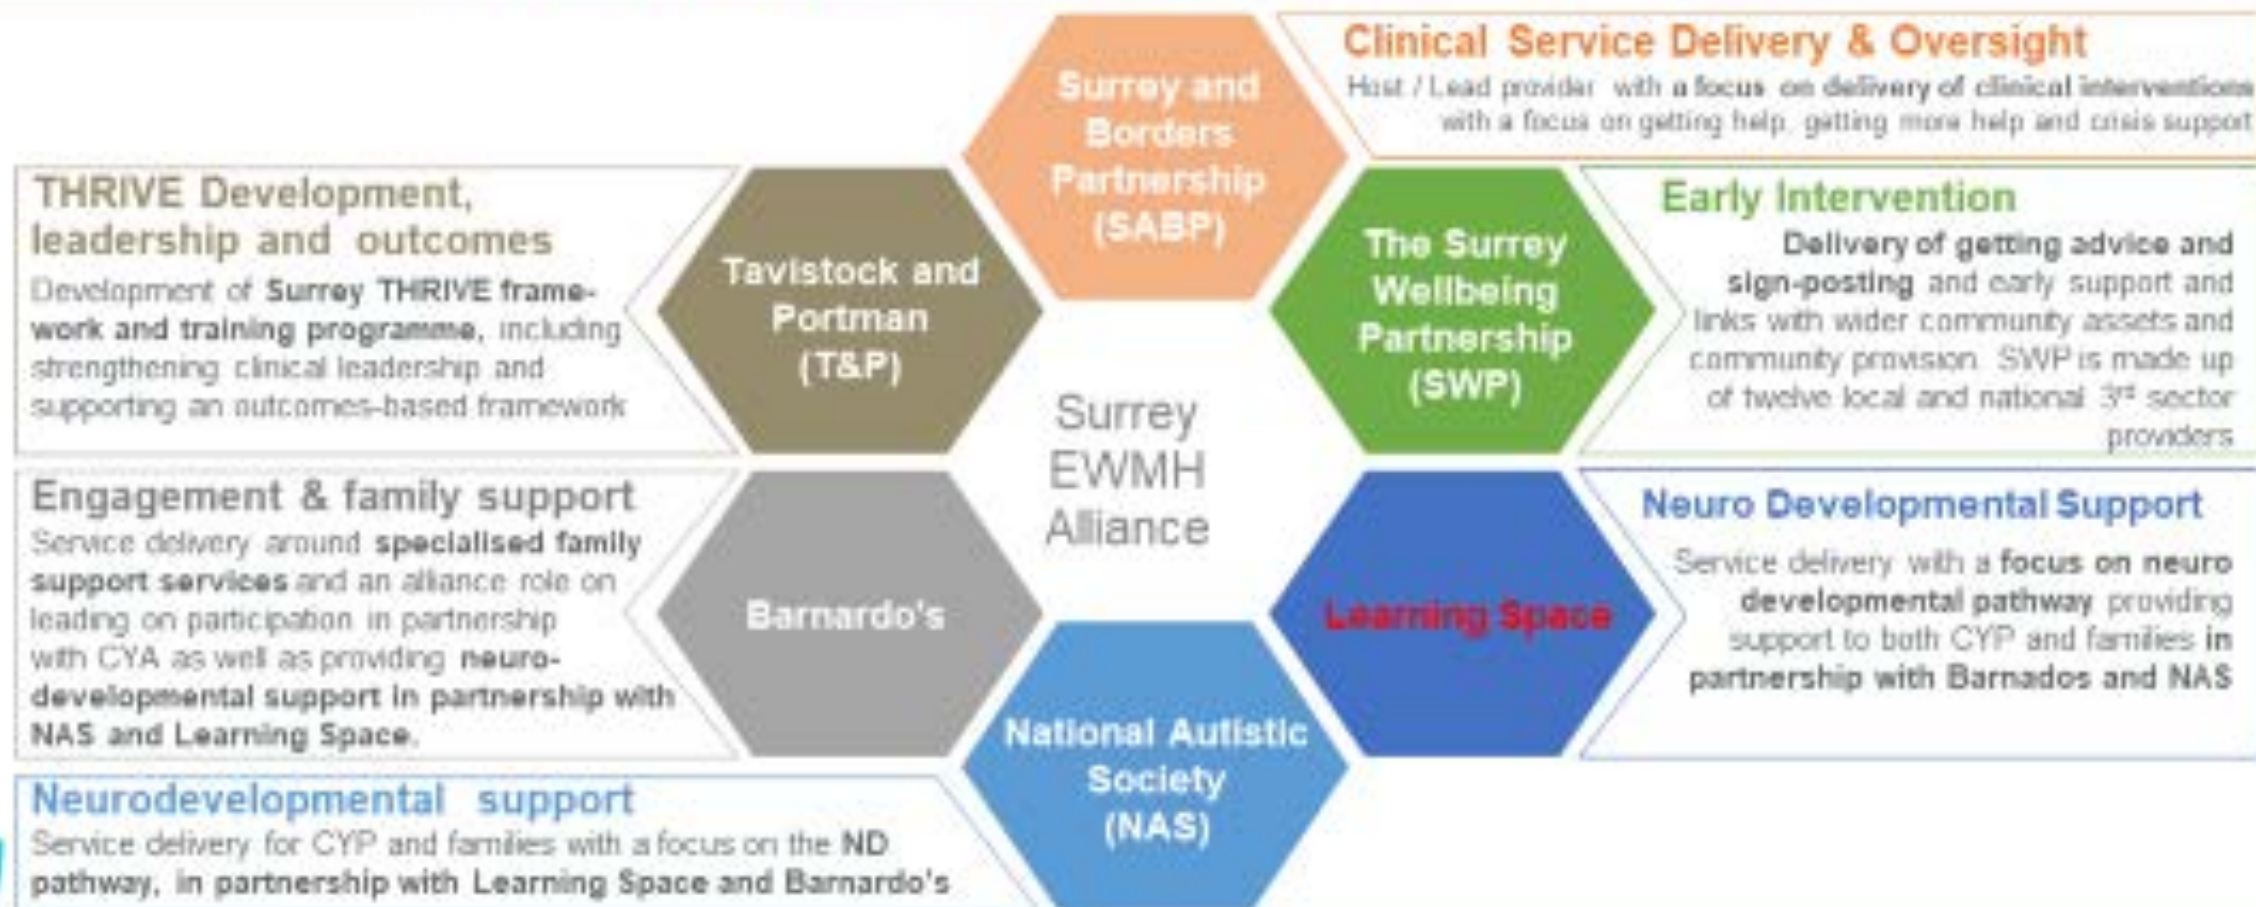 Surrey and
Borders
Partnership
(SABP)
Clinical Service Delivery & Oversight
Host / Lead provider with a focus on delivery of clinical interventions
with a focus on getting help, getting more help and crisis support
THRIVE Development,
leadership and outcomes
Development of Surrey THRIVE frame-
work and training programme, including
strengthening clinical leadership and
supporting an outcomes-based framework
Tavistock and
Portman
(T&P)
The Surrey
Wellbeing
Partnership
(SWP)
Early Intervention
Delivery of getting advice and
sign-posting and early support and
links with wider community assets and
community provision. SWP is made up
of twelve local and national 3rd sector
providers
Surrey
EWMH
Alliance
Engagement & family support
Service delivery around specialised family
support services and an alliance role on
leading on participation in partnership
with CYA as well as providing neuro-
developmental support in partnership with
NAS and Learning Space.
Barnardo's
Learning Space
Neuro Developmental Support
Service delivery with a focus on neuro
developmental pathway providing
support to both CYP and families in
partnership with Barnados and NAS
National Autistic
Society
(NAS)
Neurodevelopmental support
Service delivery for CYP and families with a focus on the ND
pathway, in partnership with Learning Space and Barnardo's